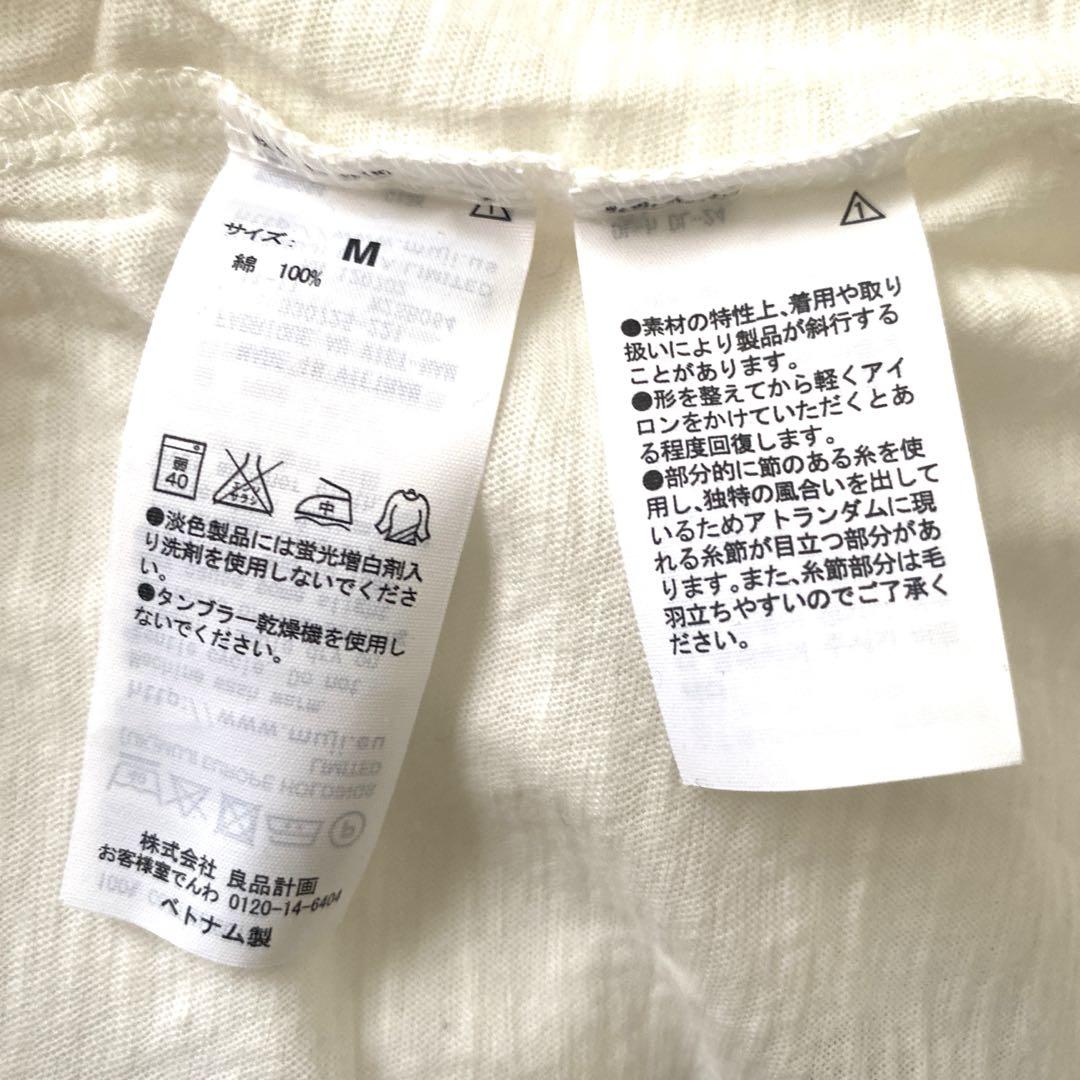 サイズ: M
綿 100%
弱
40
サラシ
中
●淡色製品には蛍光増白剤入
り洗剤を使用しないでくださ
い。
●タンブラー乾燥機を使用し
ないでください。
株式会社 良品計画
お客様室でんわ 0120-14-6404
ベトナム製
1
●素材の特性上、着用や取り
扱いにより製品が斜行する
ことがあります。
●形を整えてから軽くアイ
ロンをかけていただくとあ
る程度回復します。
●部分的に節のある糸を使
用し、独特の風合いを出して
いるためアトランダムに現
れる糸節が目立つ部分があ
ります。また、糸節部分は毛
羽立ちやすいのでご了承く
ださい。